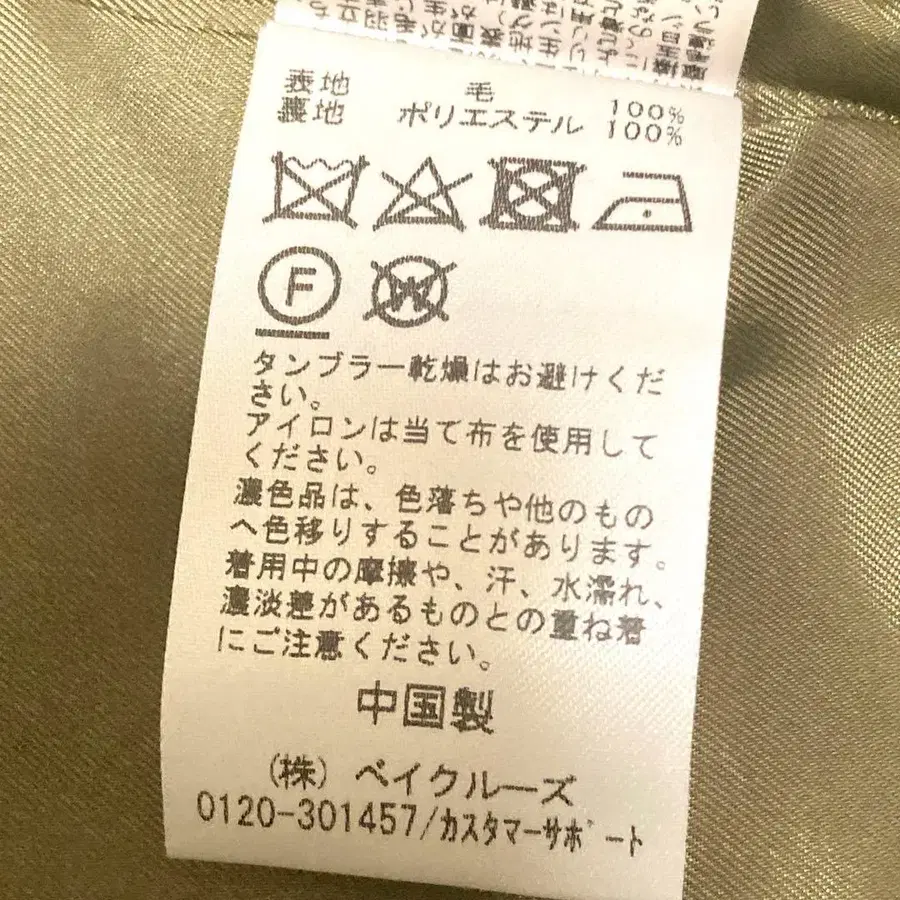 表地 毛 100%
裏地 ポリエステル 100%
F
W
タンブラー乾燥はお避けくだ
さい。
アイロンは当て布を使用して
ください。
濃色品は、色落ちや他のもの
へ色移りすることがあります。
着用中の摩擦や、汗、水濡れ、
濃淡差があるものとの重ね着
にご注意ください。
中国製
(株) ベイクルーズ
0120-301457/カスタマーサポート